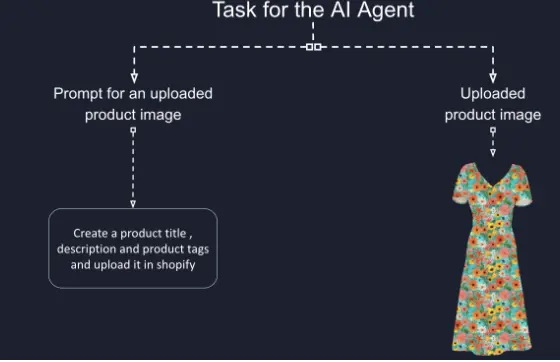 Task for the AI Agent
Prompt for an uploaded
product image
Uploaded
product image
Create a product title ,
description and product tags
and upload it in shopify